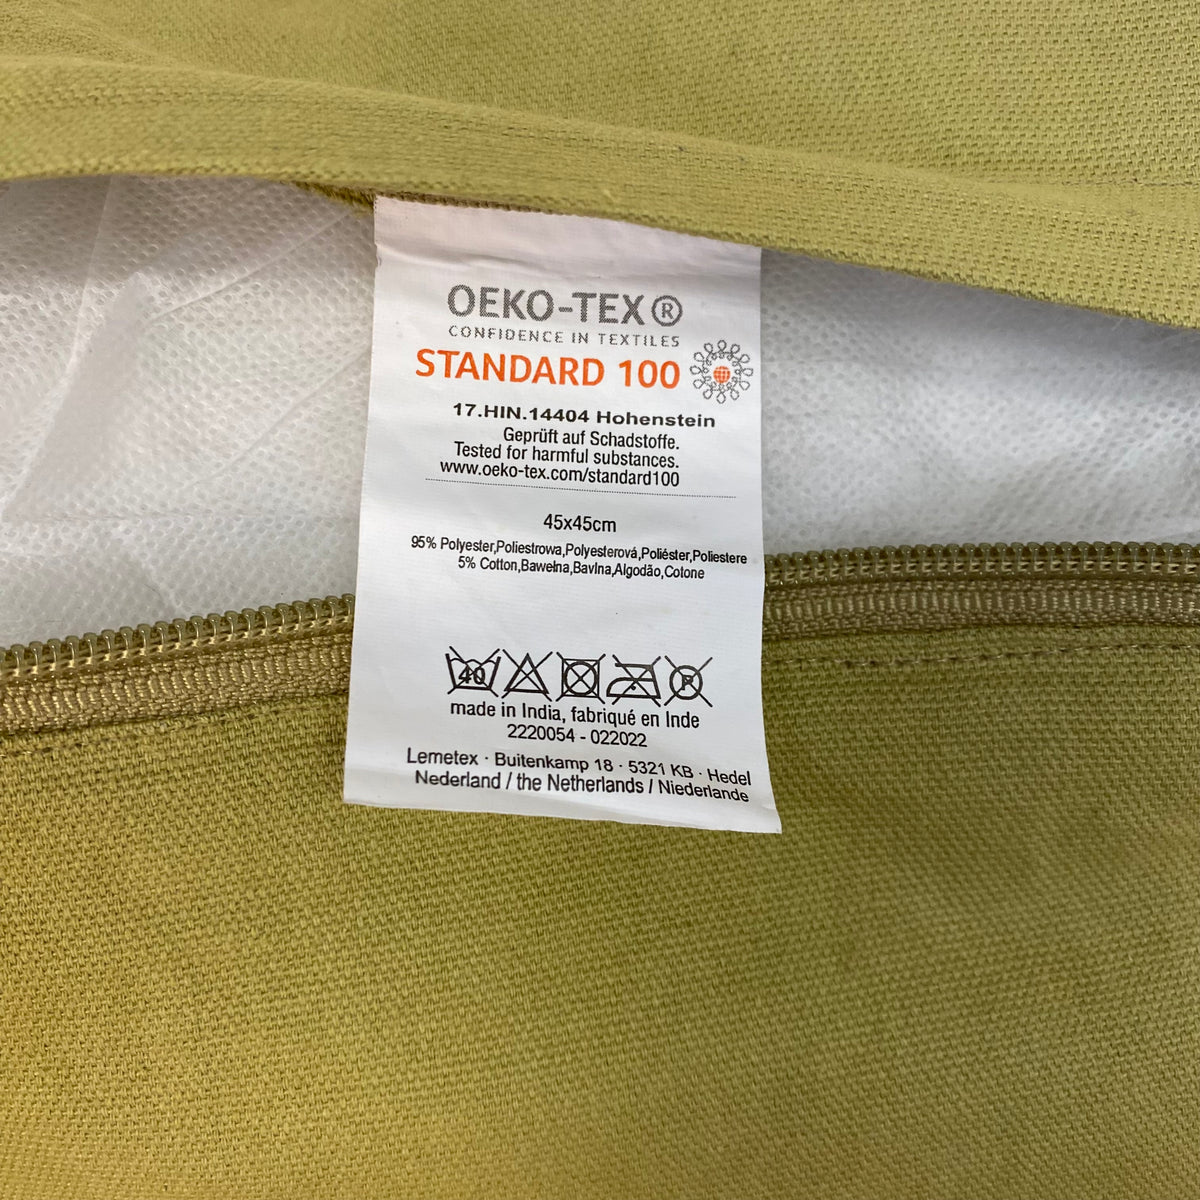 OEKO-TEX®
CONFIDENCE IN TEXTILES
STANDARD 100
17.HIN.14404 Hohenstein
Geprüft auf Schadstoffe.
Tested for harmful substances.
www.oeko-tex.com/standard100
45x45cm
95% Polyester,Poliestrowa,Polyesterová,Poliéster,Poliestere
5% Cotton,Bawełna,Bavlna,Algodão,Cotone
40 P
made in India, fabriqué en Inde
2220054 - 022022
Lemetex · Buitenkamp 18 · 5321 KB · Hedel
Nederland / the Netherlands / Niederlande